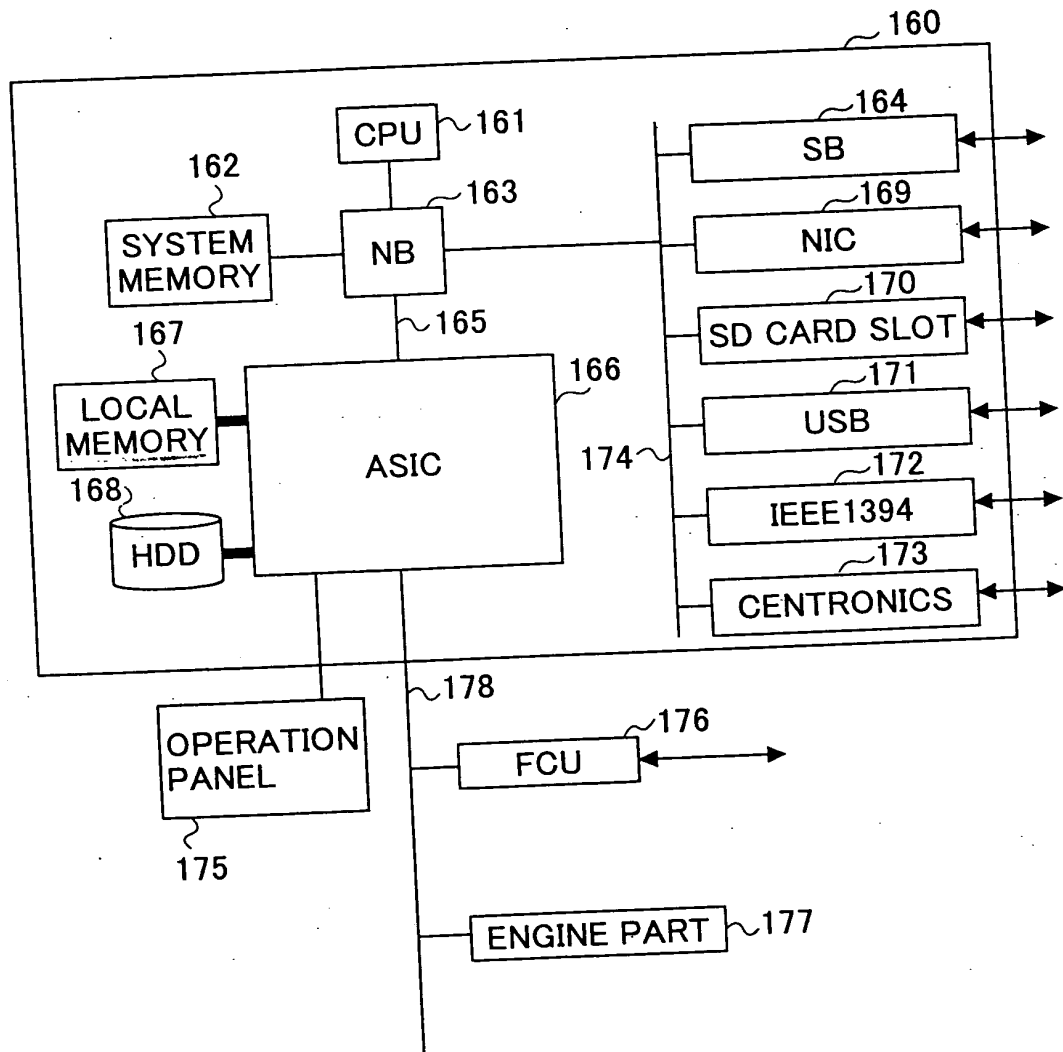 160
CPU
161
164
SB
162
163
169
SYSTEM
MEMORY
NB
NIC
170
SD CARD SLOT
165
167
166
171
LOCAL
MEMORY
USB
ASIC
174
172
168
IEEE1394
HDD
173
CENTRONICS
178
176
OPERATION
PANEL
FCU
175
ENGINE PART
177